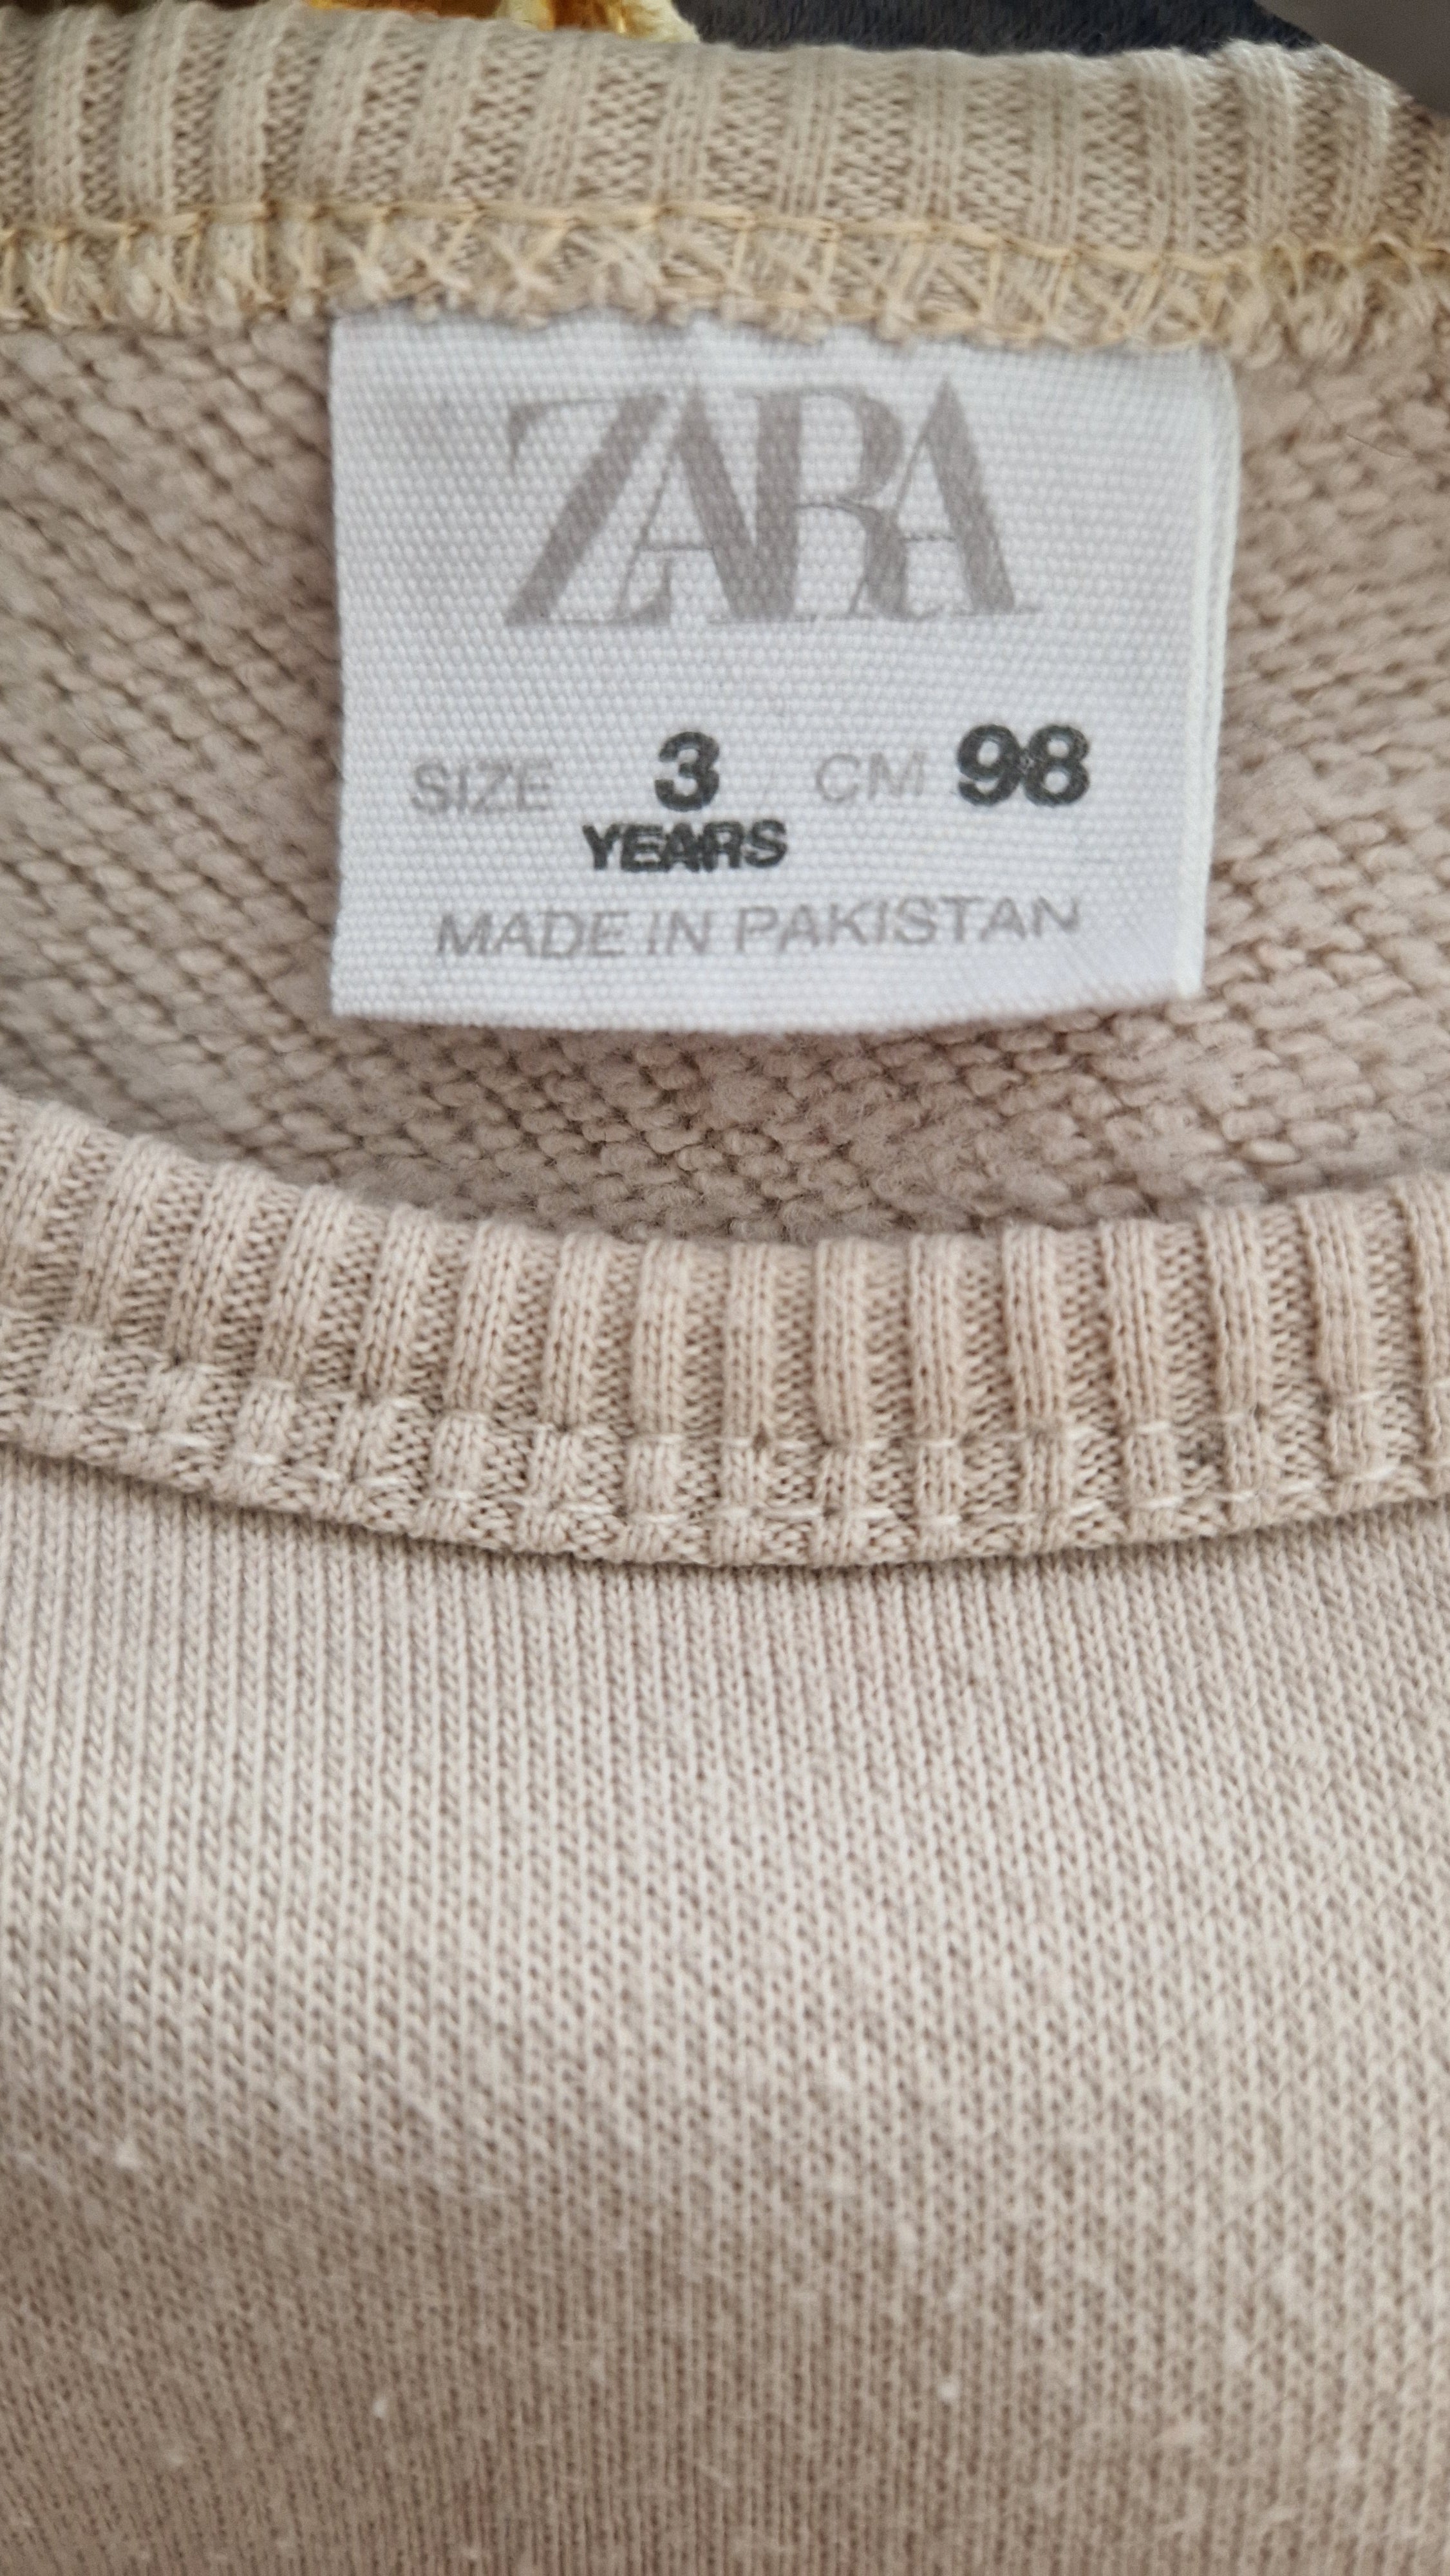 ZARA
SIZE 3 / CM 98
YEARS
MADE IN PAKISTAN